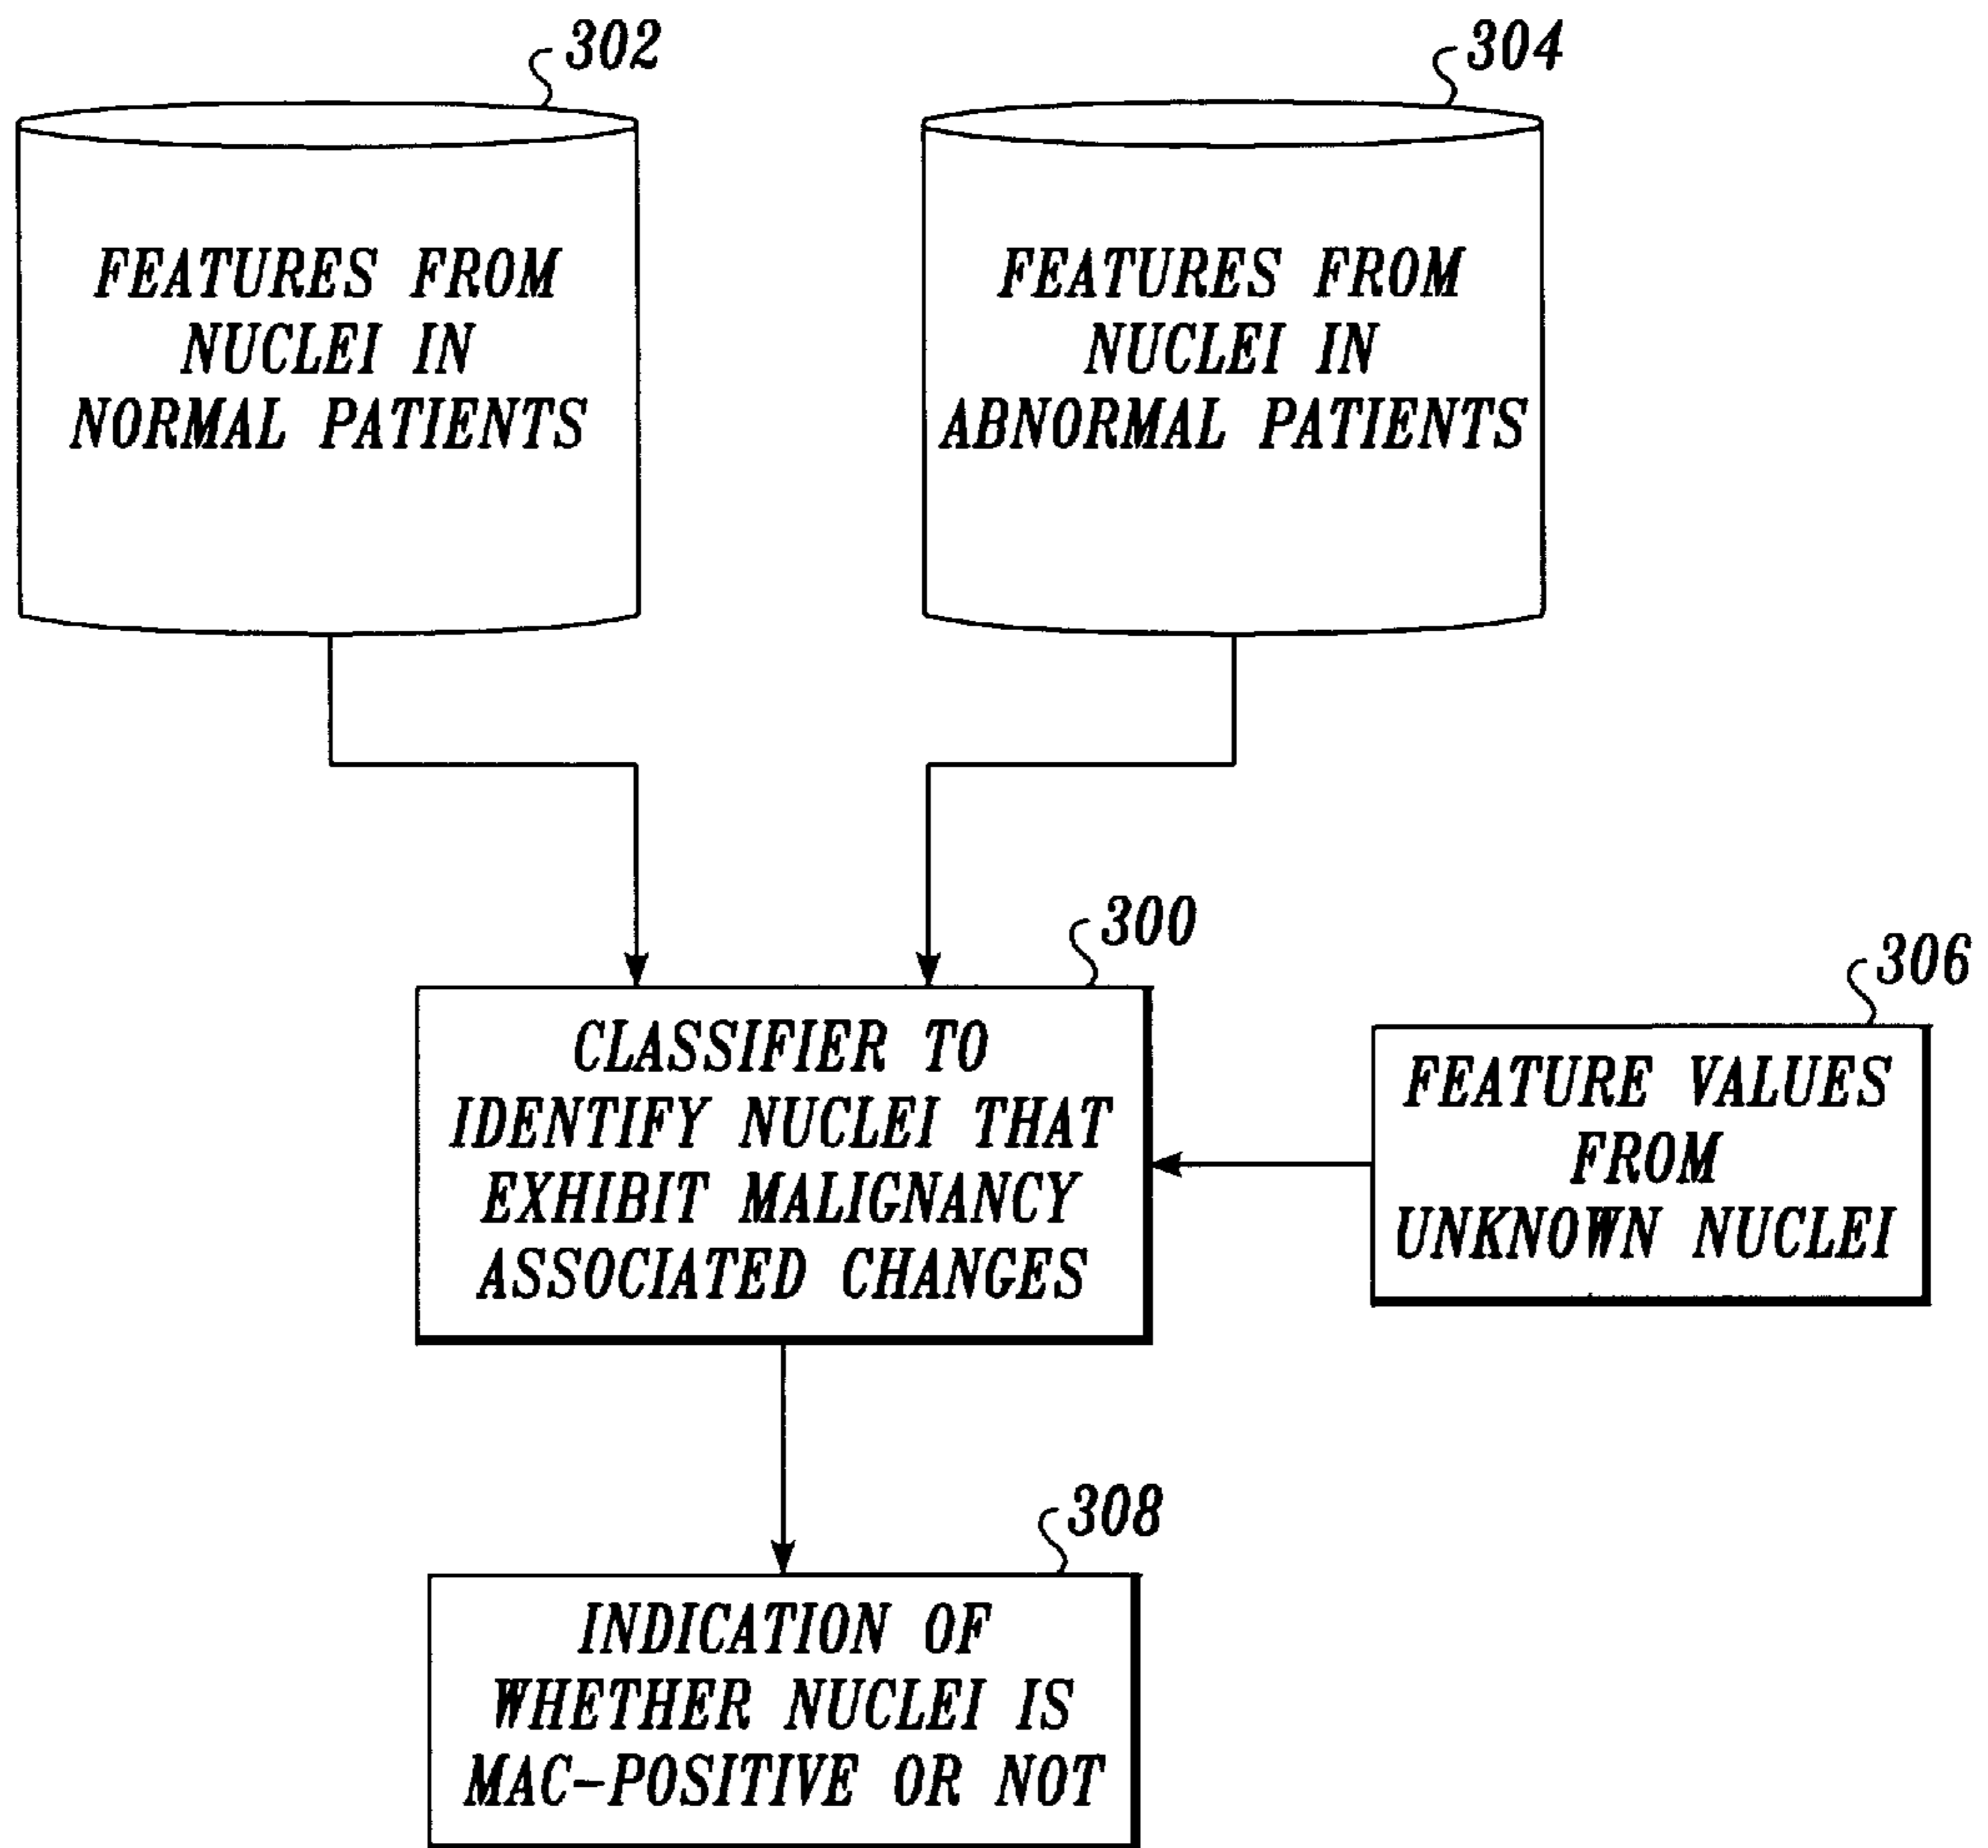 302
FEATURES FROM
NUCLEI IN
NORMAL PATIENTS
304
FEATURES FROM
NUCLEI IN
ABNORMAL PATIENTS
300
CLASSIFIER TO
IDENTIFY NUCLEI THAT
EXHIBIT MALIGNANCY
ASSOCIATED CHANGES
306
FEATURE VALUES
FROM
UNKNOWN NUCLEI
308
INDICATION OF
WHETHER NUCLEI IS
MAC-POSITIVE OR NOT